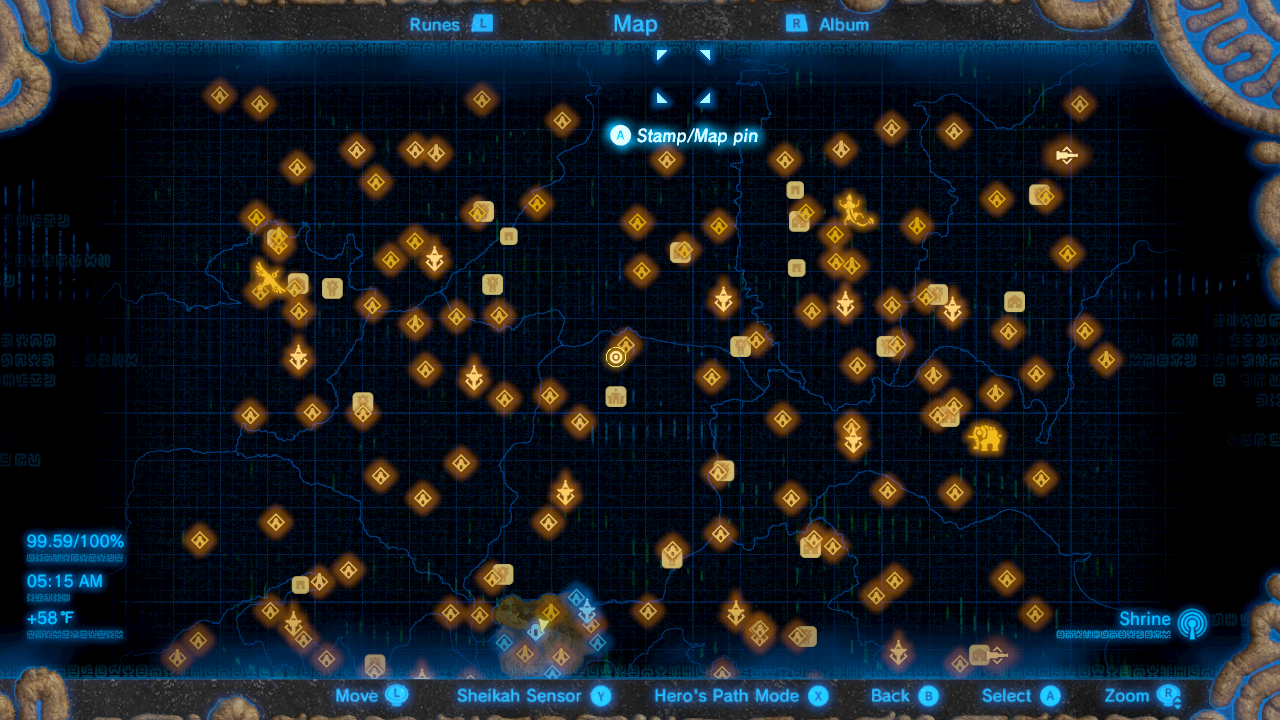 Runes L
Map
R Album
A Stamp/Map pin
99.59/100%
05:15 AM
+58°F
Shrine
Move L
Sheikah Sensor Y
Hero's Path Mode X
Back B
Select A
Zoom R